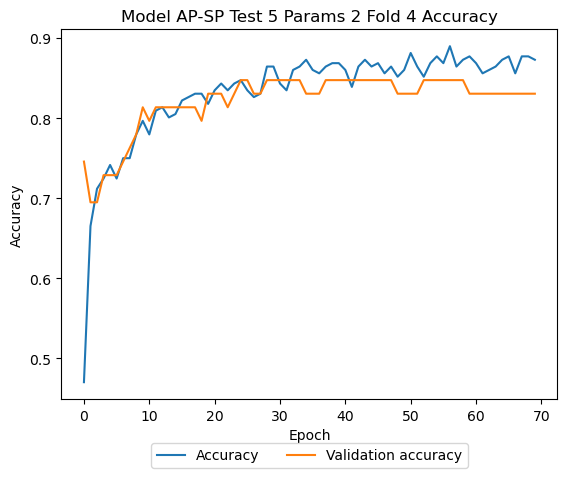 Model AP-SP Test 5 Params 2 Fold 4 Accuracy
0.9
0.8
0.7
0.6
0.5
Accuracy
0 10 20 30 40 50 60 70
Epoch
Accuracy Validation accuracy